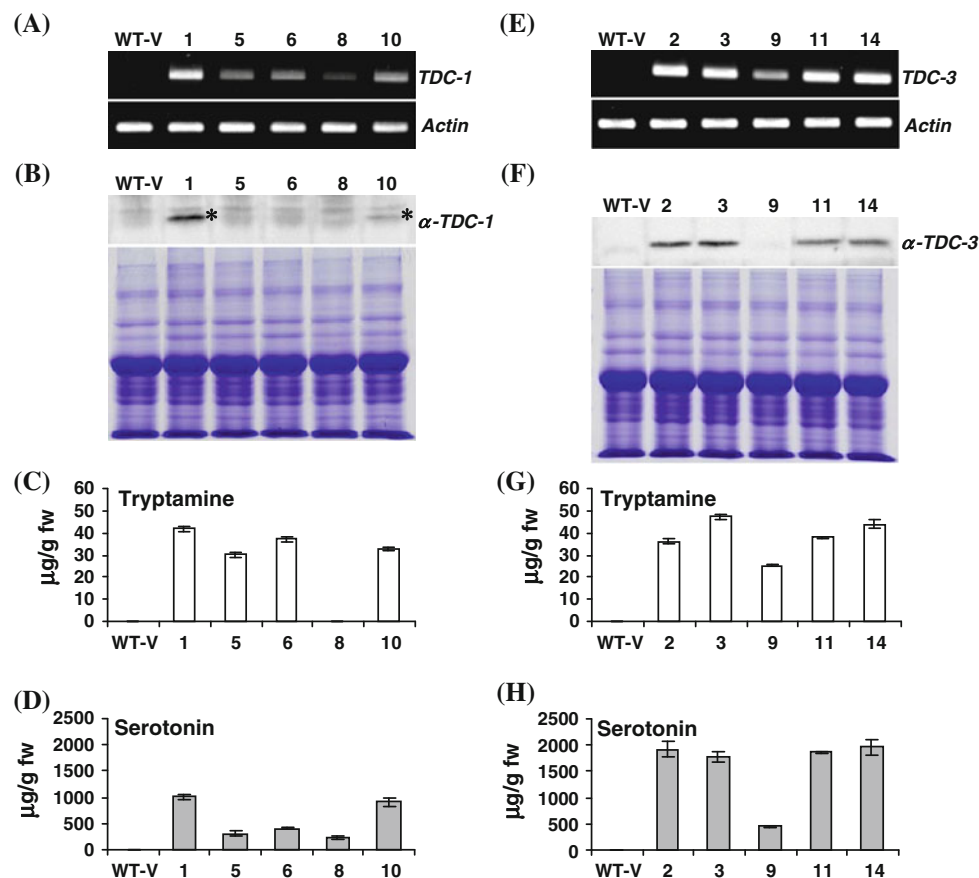 (A)
WT-V 1 5 6 8 10
TDC-1
Actin
(B)
WT-V 1 5 6 8 10
* *
α-TDC-1
(C)
Tryptamine
µg/g fw
60
50
40
30
20
10
0
WT-V 1 5 6 8 10
(D)
Serotonin
µg/g fw
2500
2000
1500
1000
500
0
WT-V 1 5 6 8 10
(E)
WT-V 2 3 9 11 14
TDC-3
Actin
(F)
WT-V 2 3 9 11 14
α-TDC-3
(G)
Tryptamine
µg/g fw
60
50
40
30
20
10
0
WT-V 2 3 9 11 14
(H)
Serotonin
µg/g fw
2500
2000
1500
1000
500
0
WT-V 2 3 9 11 14